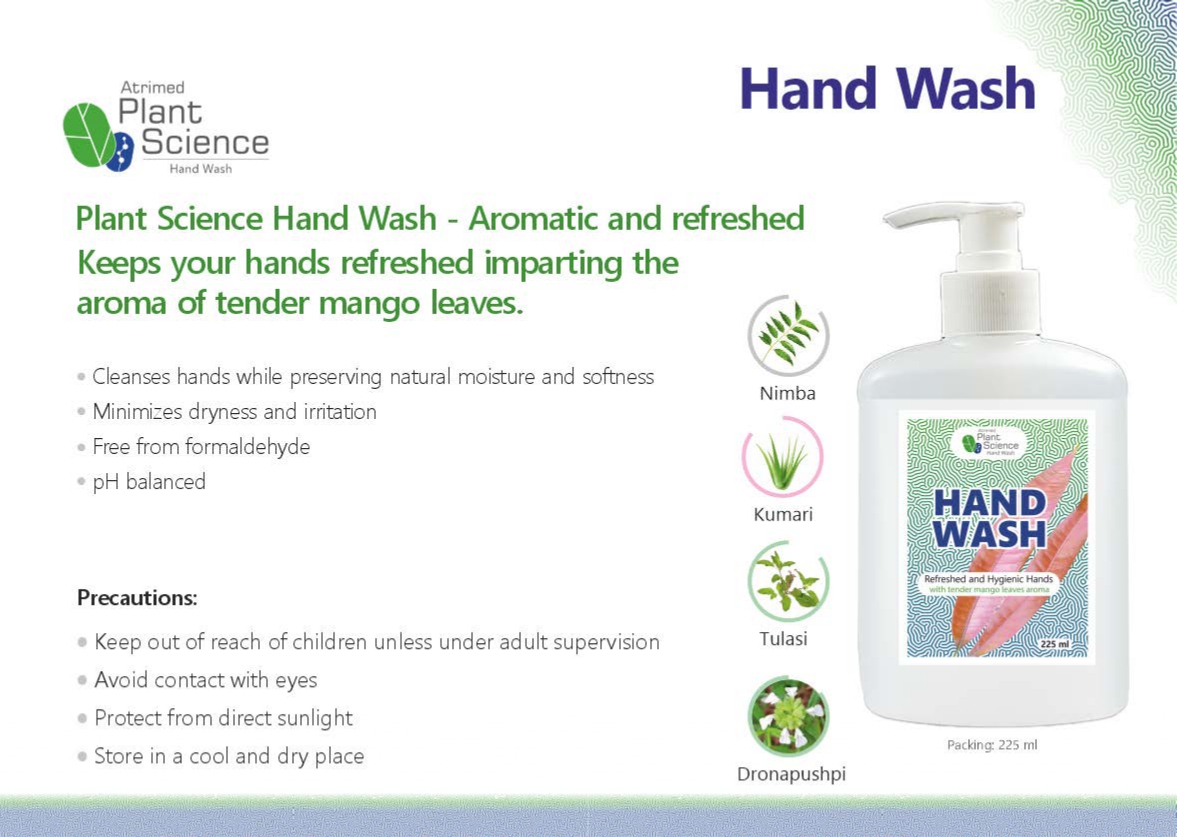 Atrimed
Plant
Science
Hand Wash
Hand Wash
Plant Science Hand Wash - Aromatic and refreshed
Keeps your hands refreshed imparting the
aroma of tender mango leaves.
• Cleanses hands while preserving natural moisture and softness
• Minimizes dryness and irritation
• Free from formaldehyde
• pH balanced
Precautions:
• Keep out of reach of children unless under adult supervision
• Avoid contact with eyes
• Protect from direct sunlight
• Store in a cool and dry place
Nimba
Kumari
Tulasi
Dronapushpi
Atrimed
Plant
Science
Hand Wash
HAND
WASH
Refreshed and Hygienic Hands
with tender mango leaves aroma
225 ml
Packing: 225 ml